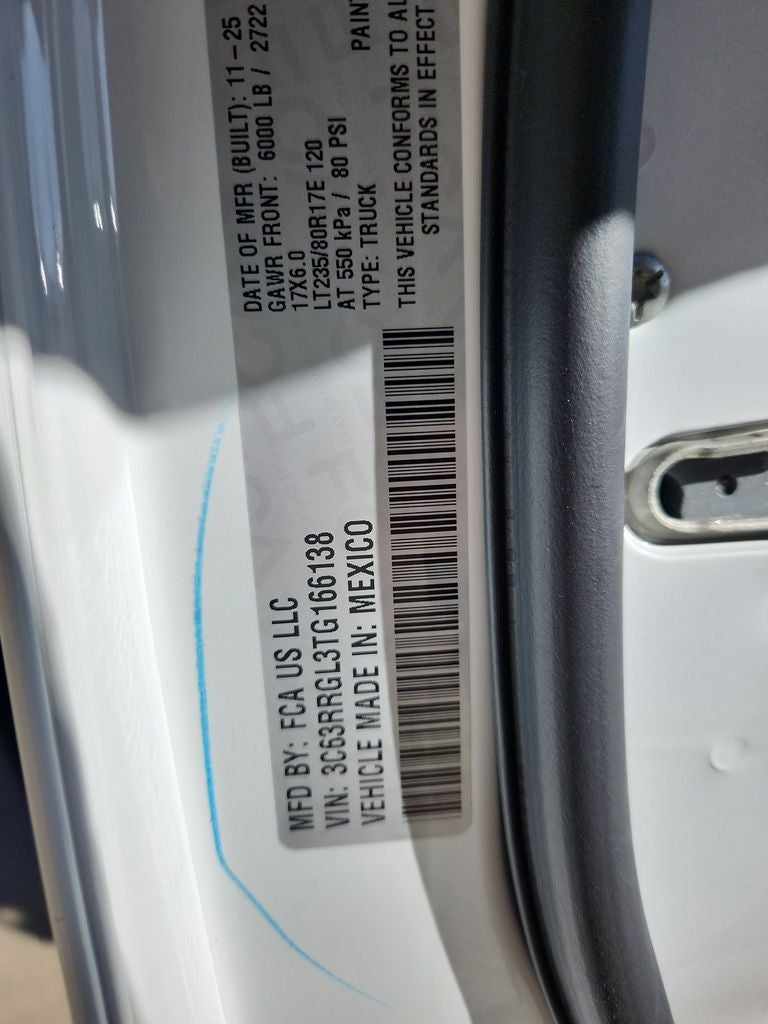 MFD BY: FCA US LLC
VIN: 3C63RRGL3TG166138
VEHICLE MADE IN: MEXICO
DATE OF MFR (BUILT): 11-25
GAWR FRONT: 6000 LB / 2722
17X6.0
LT235/80R17E 120
AT 550 kPa / 80 PSI
TYPE: TRUCK PAIN
THIS VEHICLE CONFORMS TO AL
STANDARDS IN EFFECT